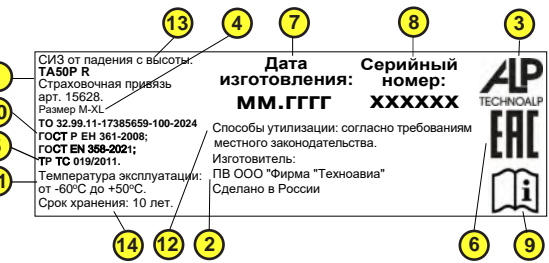 13
4
7
8
3
СИЗ от падения с высоты:
TA50P R
Страховочная привязь
арт. 15628.
Размер M-XL
ТО 32.99.11-17385659-100-2024
ГОСТ Р ЕН 361-2008;
ГОСТ EN 358-2021;
ТР ТС 019/2011.
Температура эксплуатации:
от -60ºС до +50ºС.
Срок хранения: 10 лет.
Дата
изготовления:
ММ.ГГГГ
Серийный
номер:
XXXXXX
Способы утилизации: согласно требованиям
местного законодательства.
Изготовитель:
ПВ ООО "Фирма "Техноавиа"
Сделано в России
ALP
TECHNOALP
EAC
i
14
12
2
6
9